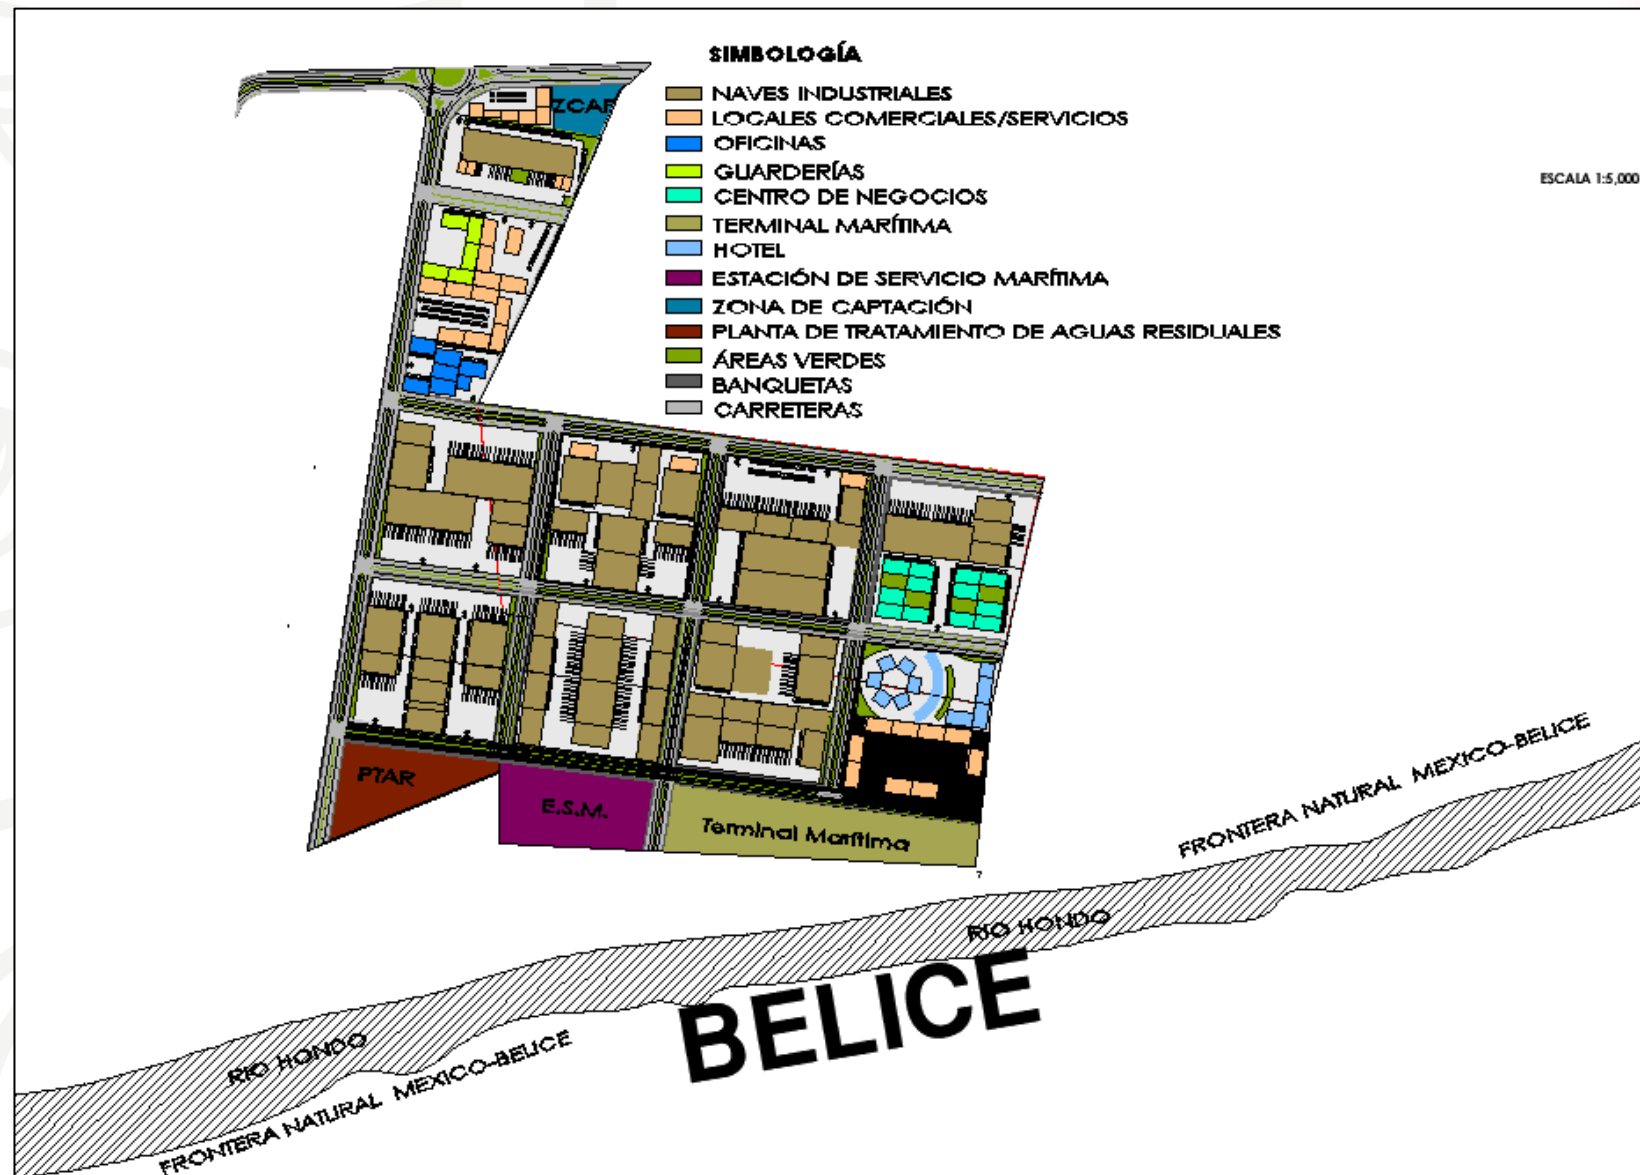 SIMBOLOGÍA
NAVES INDUSTRIALES
LOCALES COMERCIALES/SERVICIOS
OFICINAS
GUARDERÍAS
CENTRO DE NEGOCIOS
TERMINAL MARÍTIMA
HOTEL
ESTACIÓN DE SERVICIO MARÍTIMA
ZONA DE CAPTACIÓN
PLANTA DE TRATAMIENTO DE AGUAS RESIDUALES
ÁREAS VERDES
BANQUETAS
CARRETERAS
ESCALA 1:5,000
ZCAP
PTAR
E.S.M.
Terminal Marítima
FRONTERA NATURAL MEXICO-BELICE
RIO HONDO
BELICE
RIO HONDO
FRONTERA NATURAL MEXICO-BELICE